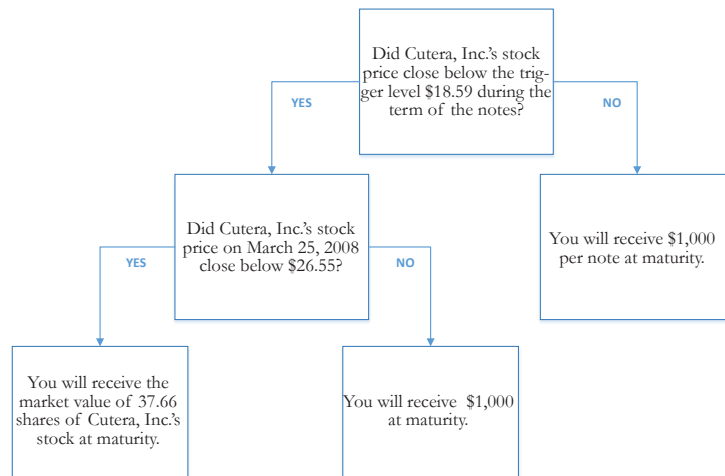 Did Cutera, Inc.'s stock
price close below the trig-
ger level $18.59 during the
term of the notes?
YES
NO
Did Cutera, Inc.'s stock
price on March 25, 2008
close below $26.55?
You will receive $1,000
per note at maturity.
YES
NO
You will receive the
market value of 37.66
shares of Cutera, Inc.'s
stock at maturity.
You will receive $1,000
at maturity.